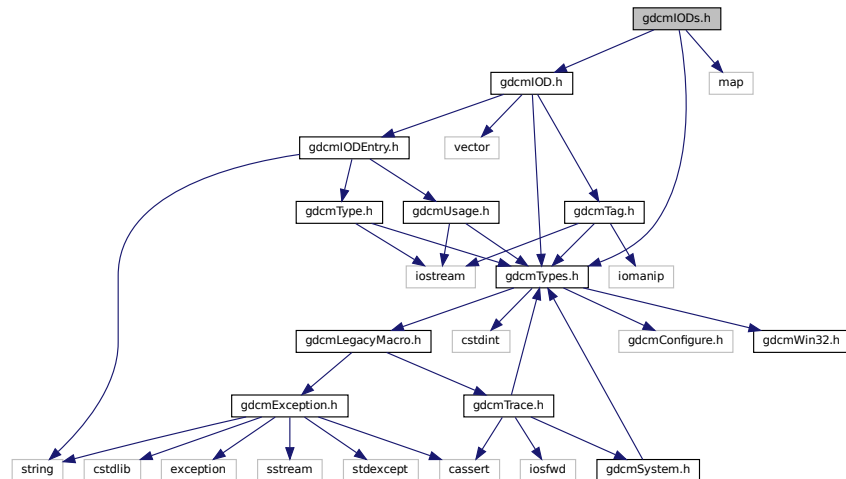 gdcmIODs.h
gdcmIOD.h
map
gdcmIODEntry.h
vector
gdcmType.h
gdcmUsage.h
gdcmTag.h
iostream
gdcmTypes.h
iomanip
gdcmLegacyMacro.h
cstdint
gdcmConfigure.h
gdcmWin32.h
gdcmException.h
gdcmTrace.h
string
cstdlib
exception
sstream
stdexcept
cassert
iosfwd
gdcmSystem.h